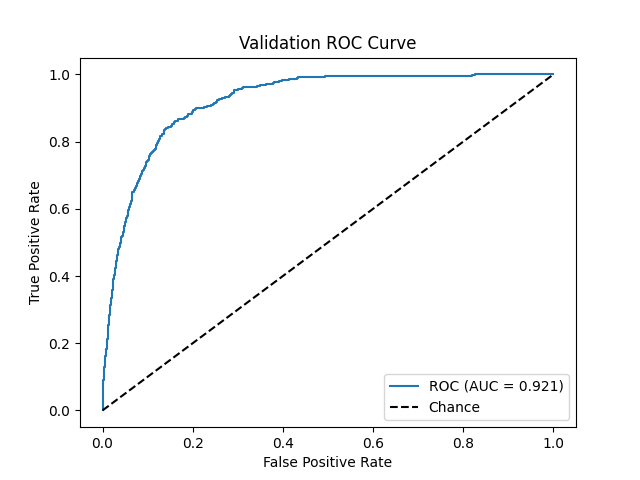 Validation ROC Curve
True Positive Rate
1.0
0.8
0.6
0.4
0.2
0.0
0.0 0.2 0.4 0.6 0.8 1.0
False Positive Rate
ROC (AUC = 0.921)
Chance